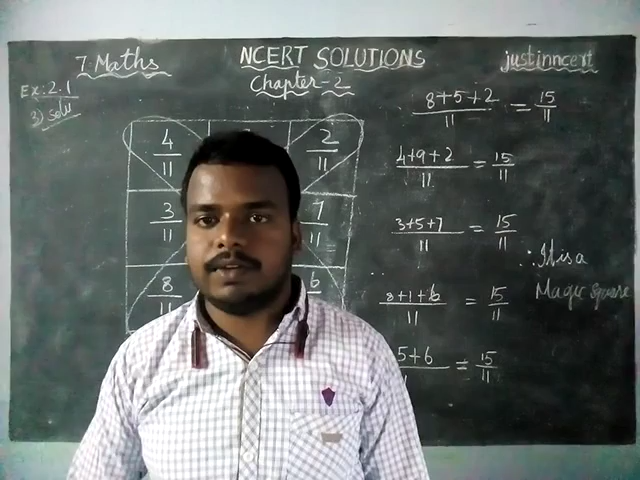 7. Maths
NCERT SOLUTIONS
justinncert
Chapter-2
Ex:2.1
3) Soln
4/11
2/11
3/11
7/11
8/11
6
8+5+2/11 = 15/11
4+9+2/11 = 15/11
3+5+7/11 = 15/11
8+1+6/11 = 15/11
5+6 = 15/11
∴ It is a
Magic Square